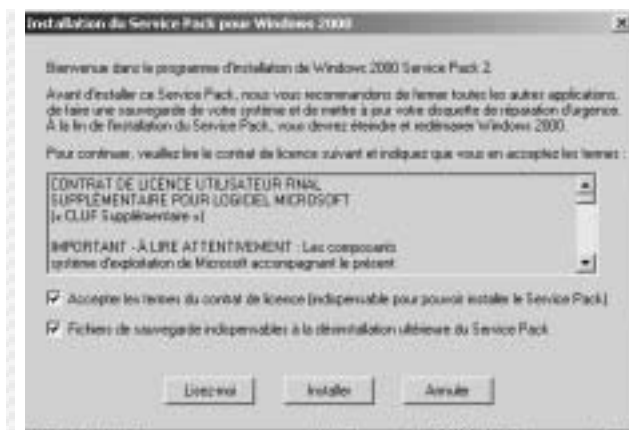 Installation du Service Pack pour Windows 2000
Bienvenue dans le programme d'installation de Windows 2000 Service Pack 2.
Avant d'installer ce Service Pack, nous vous recommandons de fermer toutes les autres applications,
de faire une sauvegarde de votre système et de mettre à jour votre disquette de réparation d'urgence.
À la fin de l'installation du Service Pack, vous devrez éteindre et redémarrer Windows 2000.
Pour continuer, veuillez lire le contrat de licence suivant et indiquez que vous en acceptez les termes :
CONTRAT DE LICENCE UTILISATEUR FINAL
SUPPLÉMENTAIRE POUR LOGICIEL MICROSOFT
(« CLUF Supplémentaire »)
IMPORTANT - À LIRE ATTENTIVEMENT : Les composants
système d'exploitation de Microsoft accompagnant le présent
Accepter les termes du contrat de licence (indispensable pour pouvoir installer le Service Pack)
Fichiers de sauvegarde indispensables à la désinstallation ultérieure du Service Pack
Lisez-moi
Installer
Annuler